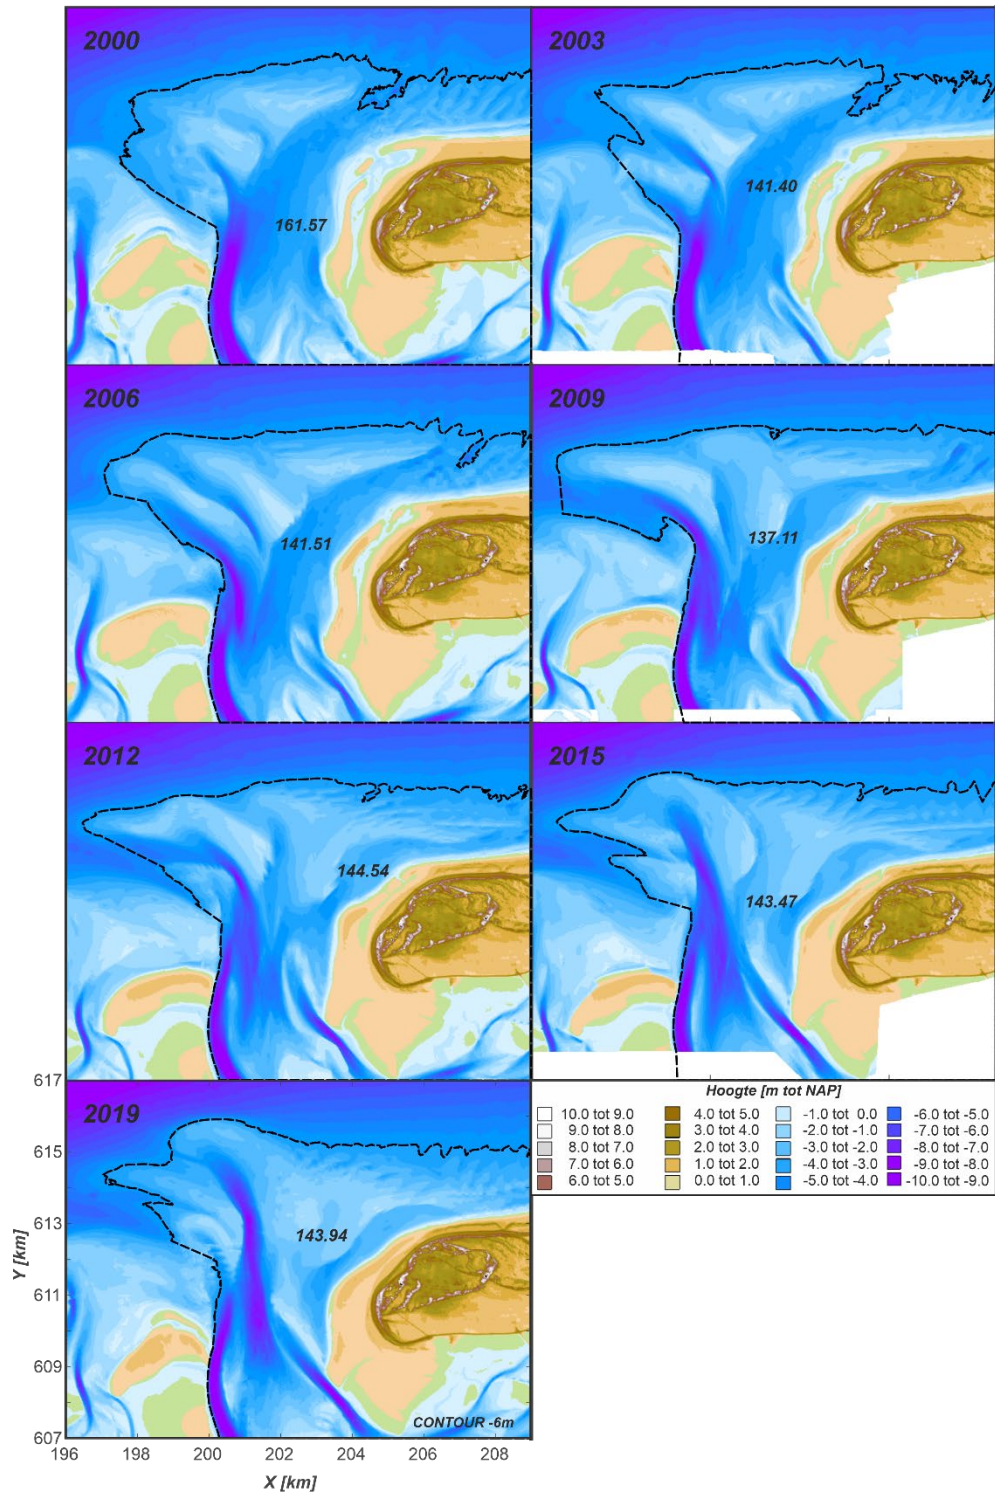 2000
161.57
2003
141.40
2006
141.51
2009
137.11
2012
144.54
2015
143.47
2019
143.94
CONTOUR -6m
617
615
613
611
609
607
Y [km]
196 198 200 202 204 206 208
X [km]
Hoogte [m tot NAP]
10.0 tot 9.0 4.0 tot 5.0 -1.0 tot 0.0 -6.0 tot -5.0
9.0 tot 8.0 3.0 tot 4.0 -2.0 tot -1.0 -7.0 tot -6.0
8.0 tot 7.0 2.0 tot 3.0 -3.0 tot -2.0 -8.0 tot -7.0
7.0 tot 6.0 1.0 tot 2.0 -4.0 tot -3.0 -9.0 tot -8.0
6.0 tot 5.0 0.0 tot 1.0 -5.0 tot -4.0 -10.0 tot -9.0